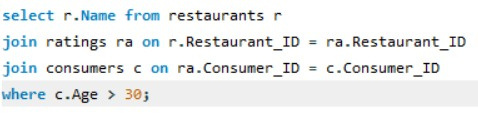 select r.Name from restaurants r
join ratings ra on r.Restaurant_ID = ra.Restaurant_ID
join consumers c on ra.Consumer_ID = c.Consumer_ID
where c.Age > 30;